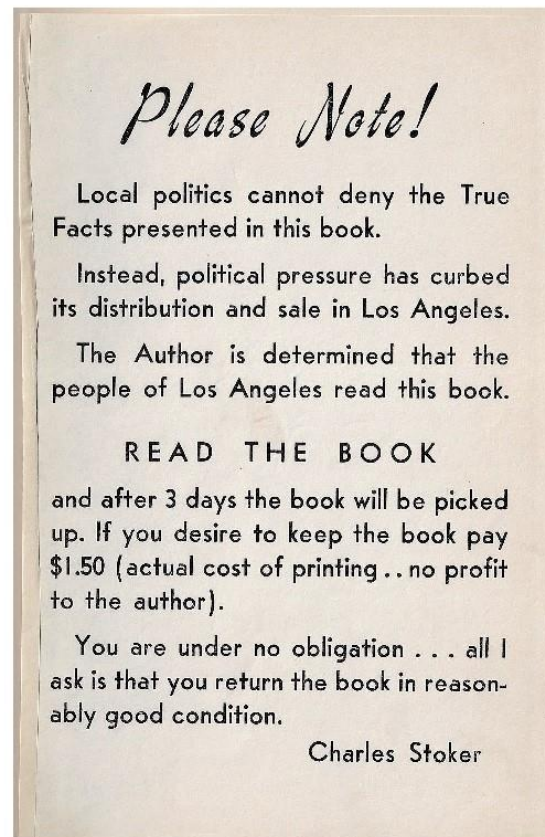 Please Note!
Local politics cannot deny the True
Facts presented in this book.
Instead, political pressure has curbed
its distribution and sale in Los Angeles.
The Author is determined that the
people of Los Angeles read this book.
READ THE BOOK
and after 3 days the book will be picked
up. If you desire to keep the book pay
$1.50 (actual cost of printing . . no profit
to the author).
You are under no obligation . . . all I
ask is that you return the book in reason-
ably good condition.
Charles Stoker